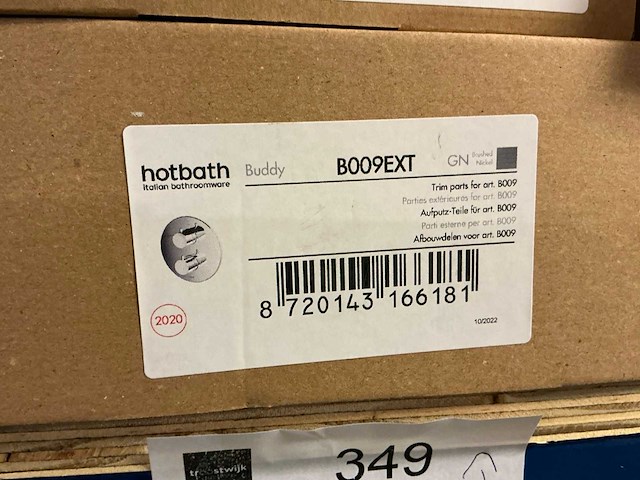 hotbath
italian bathroomware
Buddy
B009EXT
GN Brushed Nickel
Trim parts for art. B009
Parties extérieures for art. B009
Aufputz-Teile für art. B009
Parti esterne per art. B009
Afbouwdelen voor art. B009
2020
8 720143 166181
10/2022
troostwijk
349